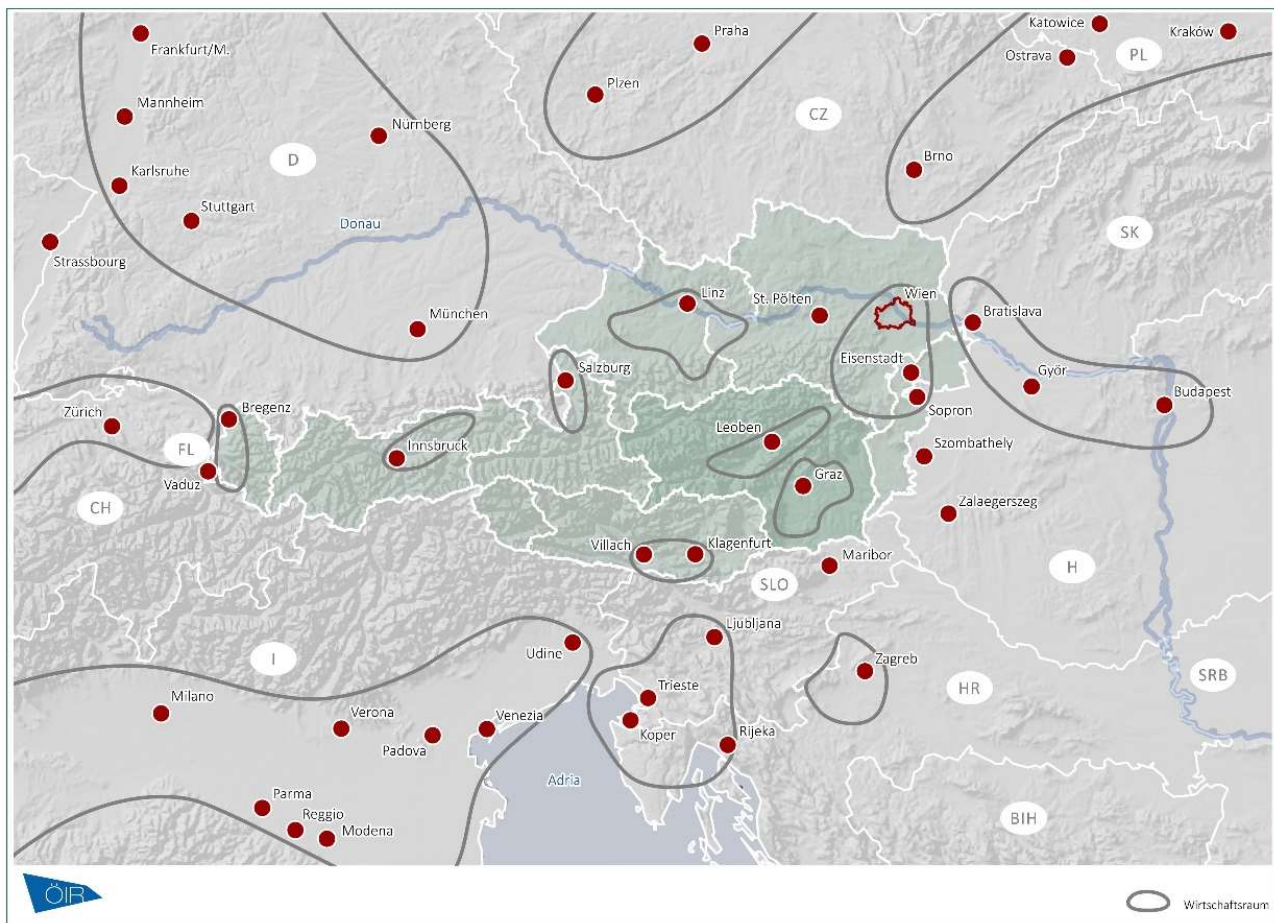 Katowice
Praha
Kraków
Frankfurt/M.
Ostrava
PL
Plzen
Mannheim
CZ
Nürnberg
D
Brno
Karlsruhe
Stuttgart
Donau
SK
Strassbourg
Linz
St. Pölten
Wien
München
Bratislava
Eisenstadt
Salzburg
Györ
Budapest
Zürich
Bregenz
Sopron
Leoben
Innsbruck
Szombathely
FL
Vaduz
Graz
CH
Zalaegerszeg
Villach
Klagenfurt
Maribor
H
SLO
Ljubljana
Udine
I
Zagreb
SRB
Trieste
HR
Milano
Verona
Venezia
Koper
Rijeka
Padova
Adria
Parma
Reggio
Modena
BIH
ÖIR
Wirtschaftsraum